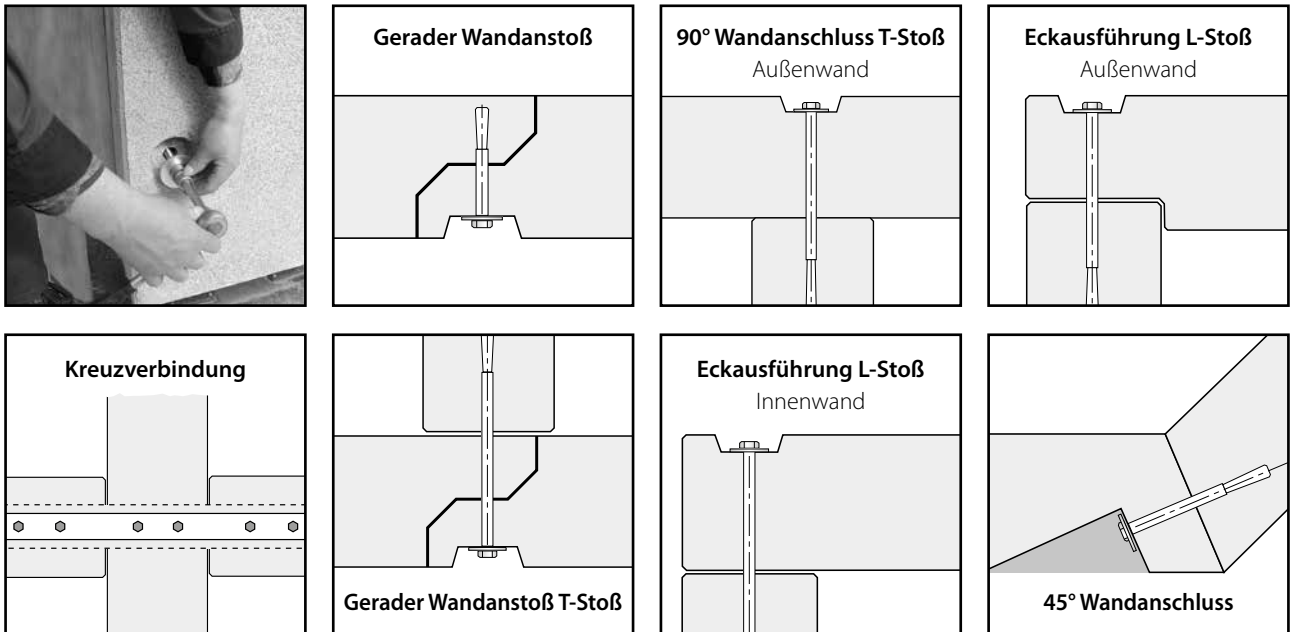 Gerader Wandanstoß
90° Wandanschluss T-Stoß
Außenwand
Eckausführung L-Stoß
Außenwand
Kreuzverbindung
Gerader Wandanstoß T-Stoß
Eckausführung L-Stoß
Innenwand
45° Wandanschluss